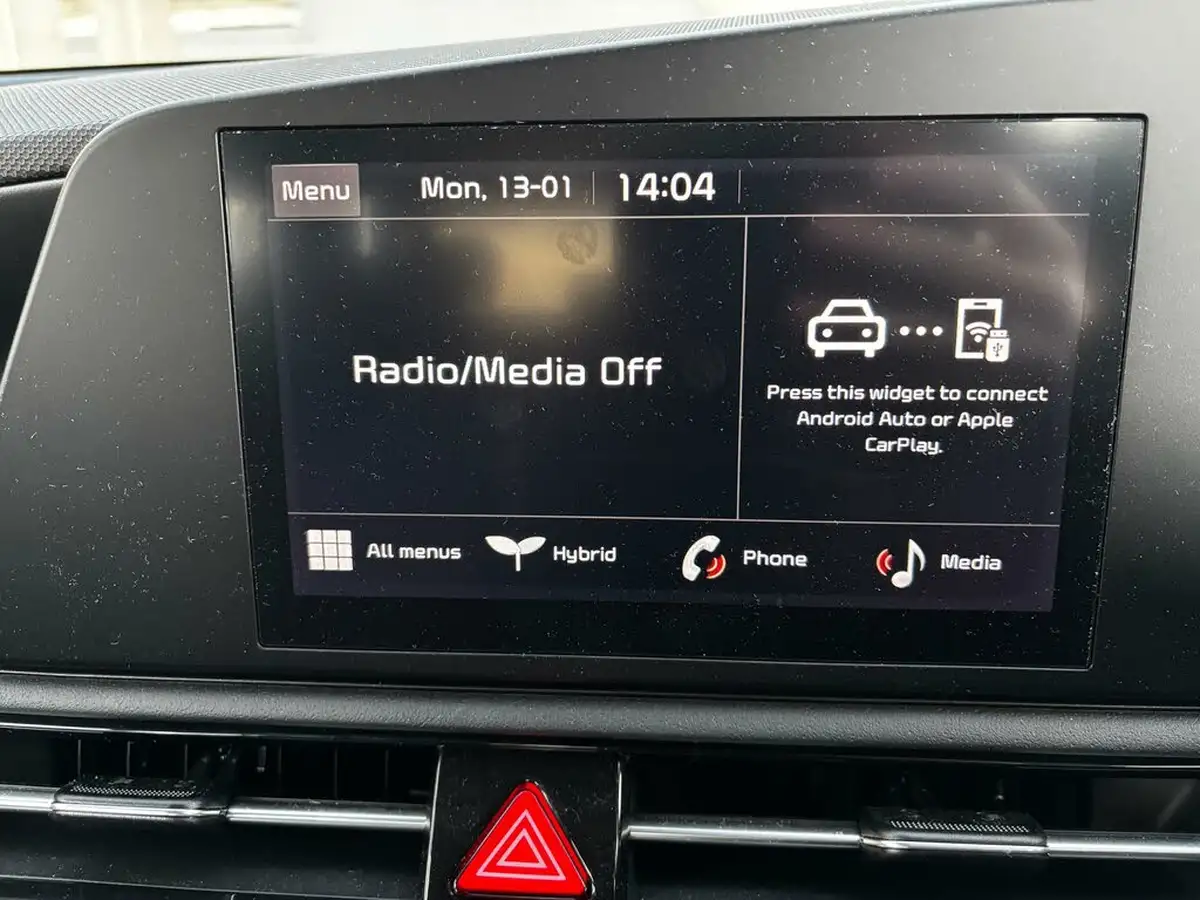 Menu
Mon, 13-01
14:04
Radio/Media Off
Press this widget to connect
Android Auto or Apple
CarPlay.
All menus
Hybrid
Phone
Media